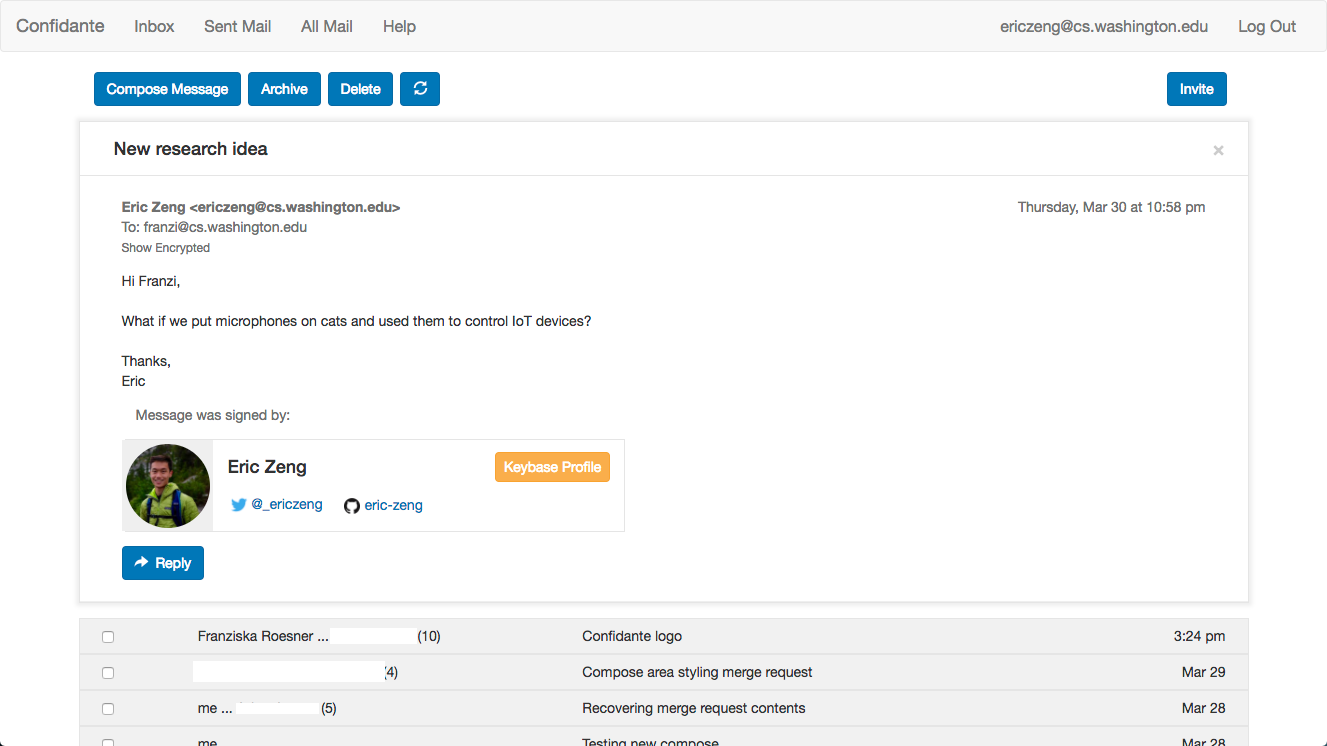 Confidante Inbox Sent Mail All Mail Help ericzeng@cs.washington.edu Log Out
Compose Message Archive Delete Invite
New research idea ×
Eric Zeng <ericzeng@cs.washington.edu> Thursday, Mar 30 at 10:58 pm
To: franzi@cs.washington.edu
Show Encrypted
Hi Franzi,
What if we put microphones on cats and used them to control IoT devices?
Thanks,
Eric
Message was signed by:
Eric Zeng Keybase Profile
@_ericzeng eric-zeng
Reply
Franziska Roesner ... (10) Confidante logo 3:24 pm
(4) Compose area styling merge request Mar 29
me ... (5) Recovering merge request contents Mar 28
me Testing new compose Mar 28